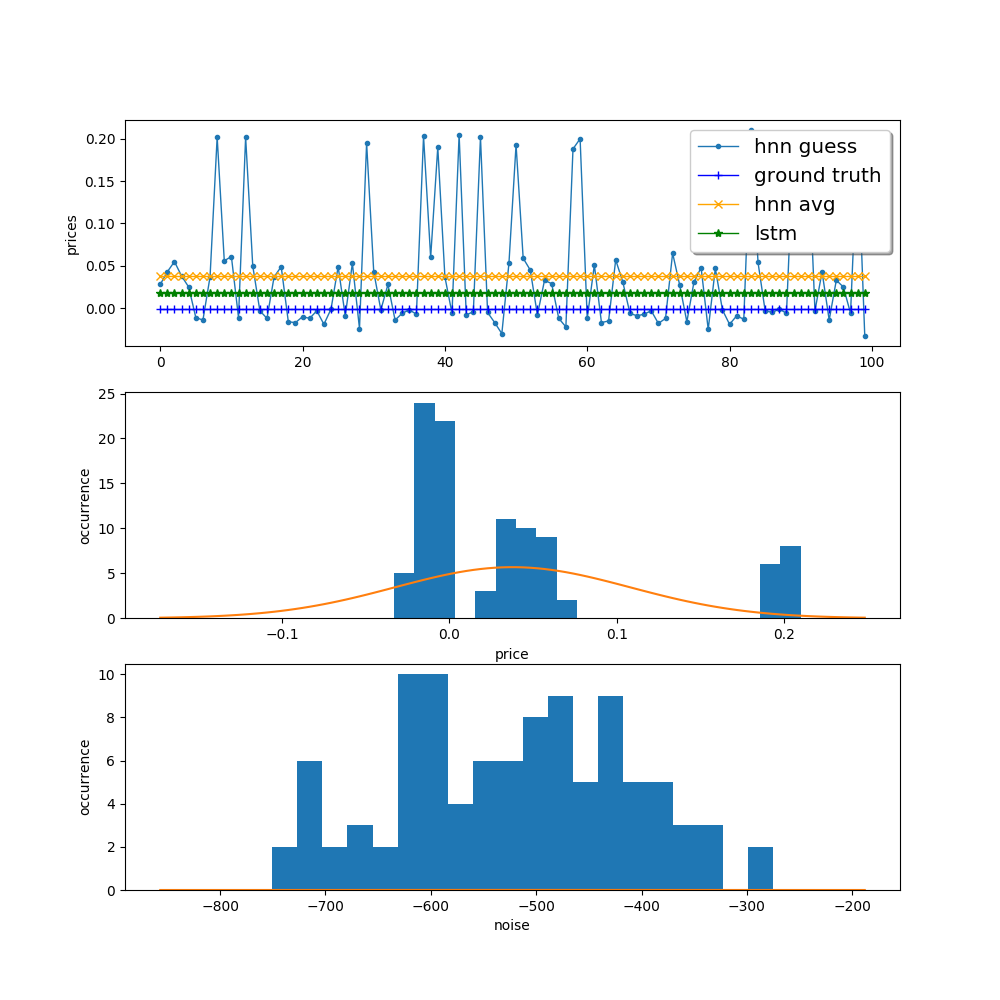 0.20
0.15
0.10
0.05
0.00
prices
hnn guess
ground truth
hnn avg
lstm
0 20 40 60 80 100
25
20
15
10
5
0
occurrence
−0.1 0.0 0.1 0.2
price
10
8
6
4
2
0
occurrence
−800 −700 −600 −500 −400 −300 −200
noise